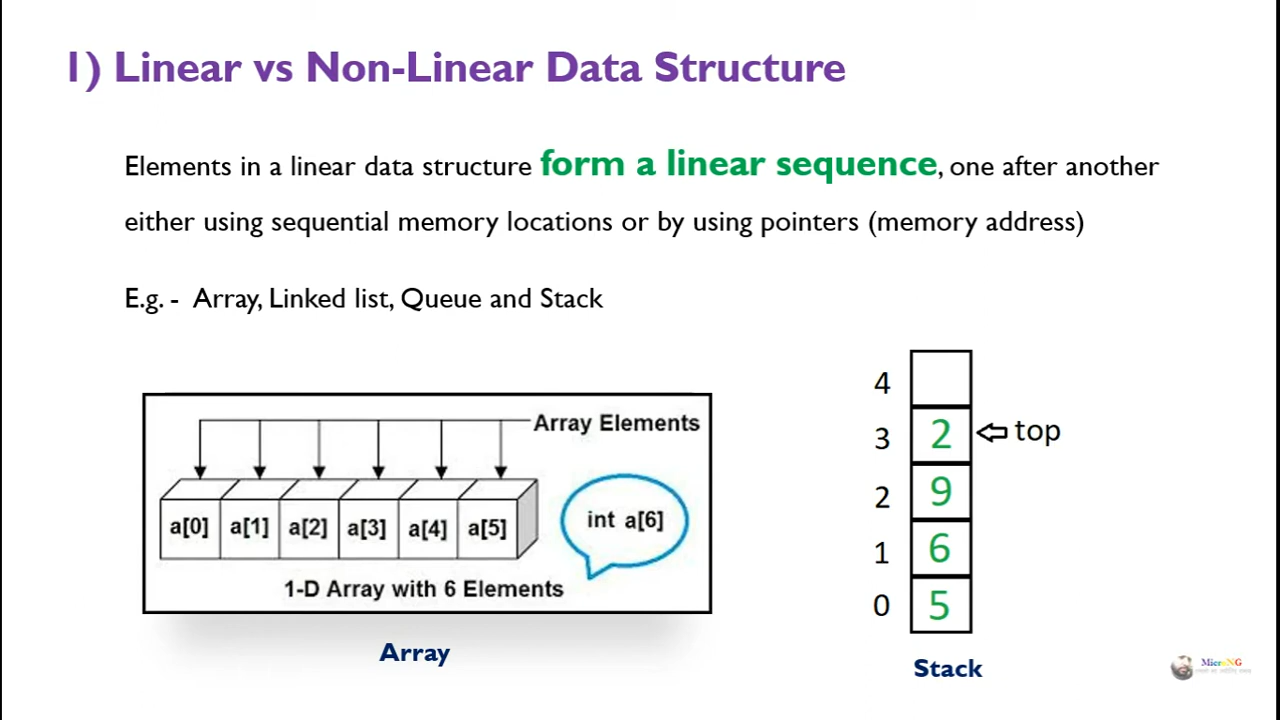 1) Linear vs Non-Linear Data Structure
Elements in a linear data structure form a linear sequence, one after another
either using sequential memory locations or by using pointers (memory address)
E.g. - Array, Linked list, Queue and Stack
Array Elements
a[0] a[1] a[2] a[3] a[4] a[5]
int a[6]
1-D Array with 6 Elements
Array
4
3 2 top
2 9
1 6
0 5
Stack
MicroNG